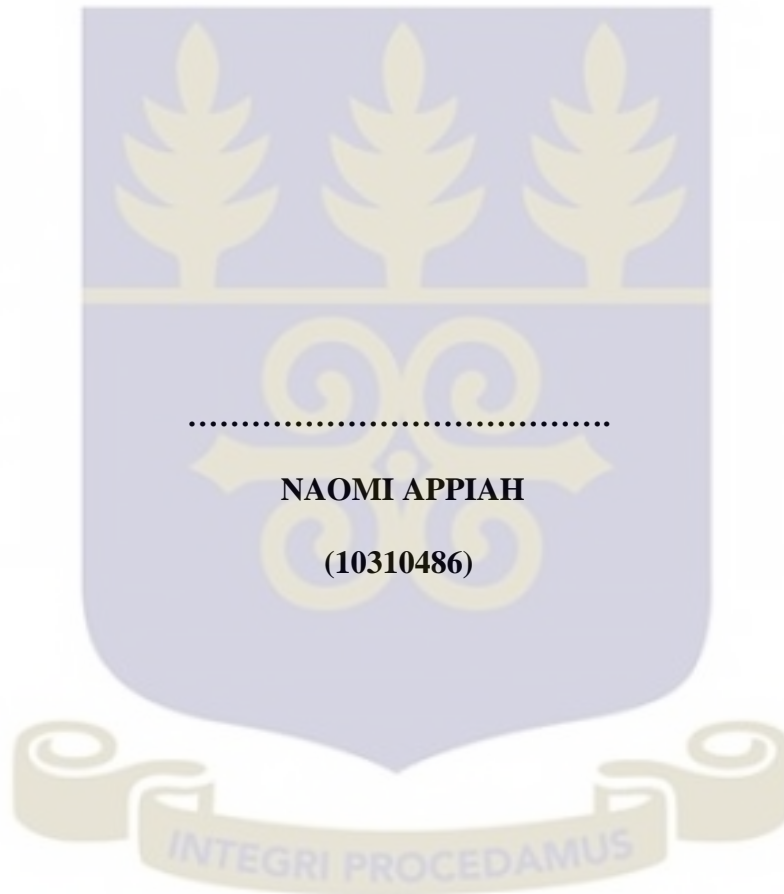 ……………………………………….
NAOMI APPIAH
(10310486)
INTEGRI PROCEDAMUS